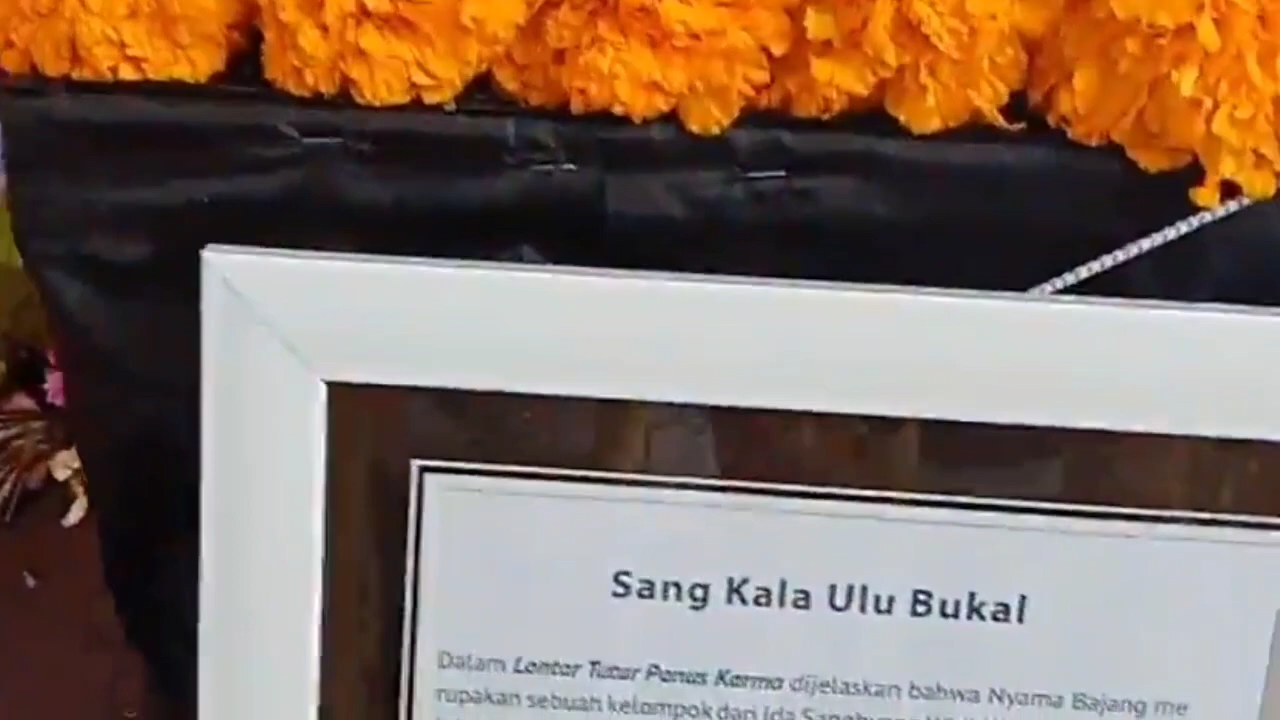 Sang Kala Ulu Bukal
Dalam Lontar Tutur Panus Karma dijelaskan bahwa Nyama Bajang me
rupakan sebuah kelompok dari Ida Sanghyang